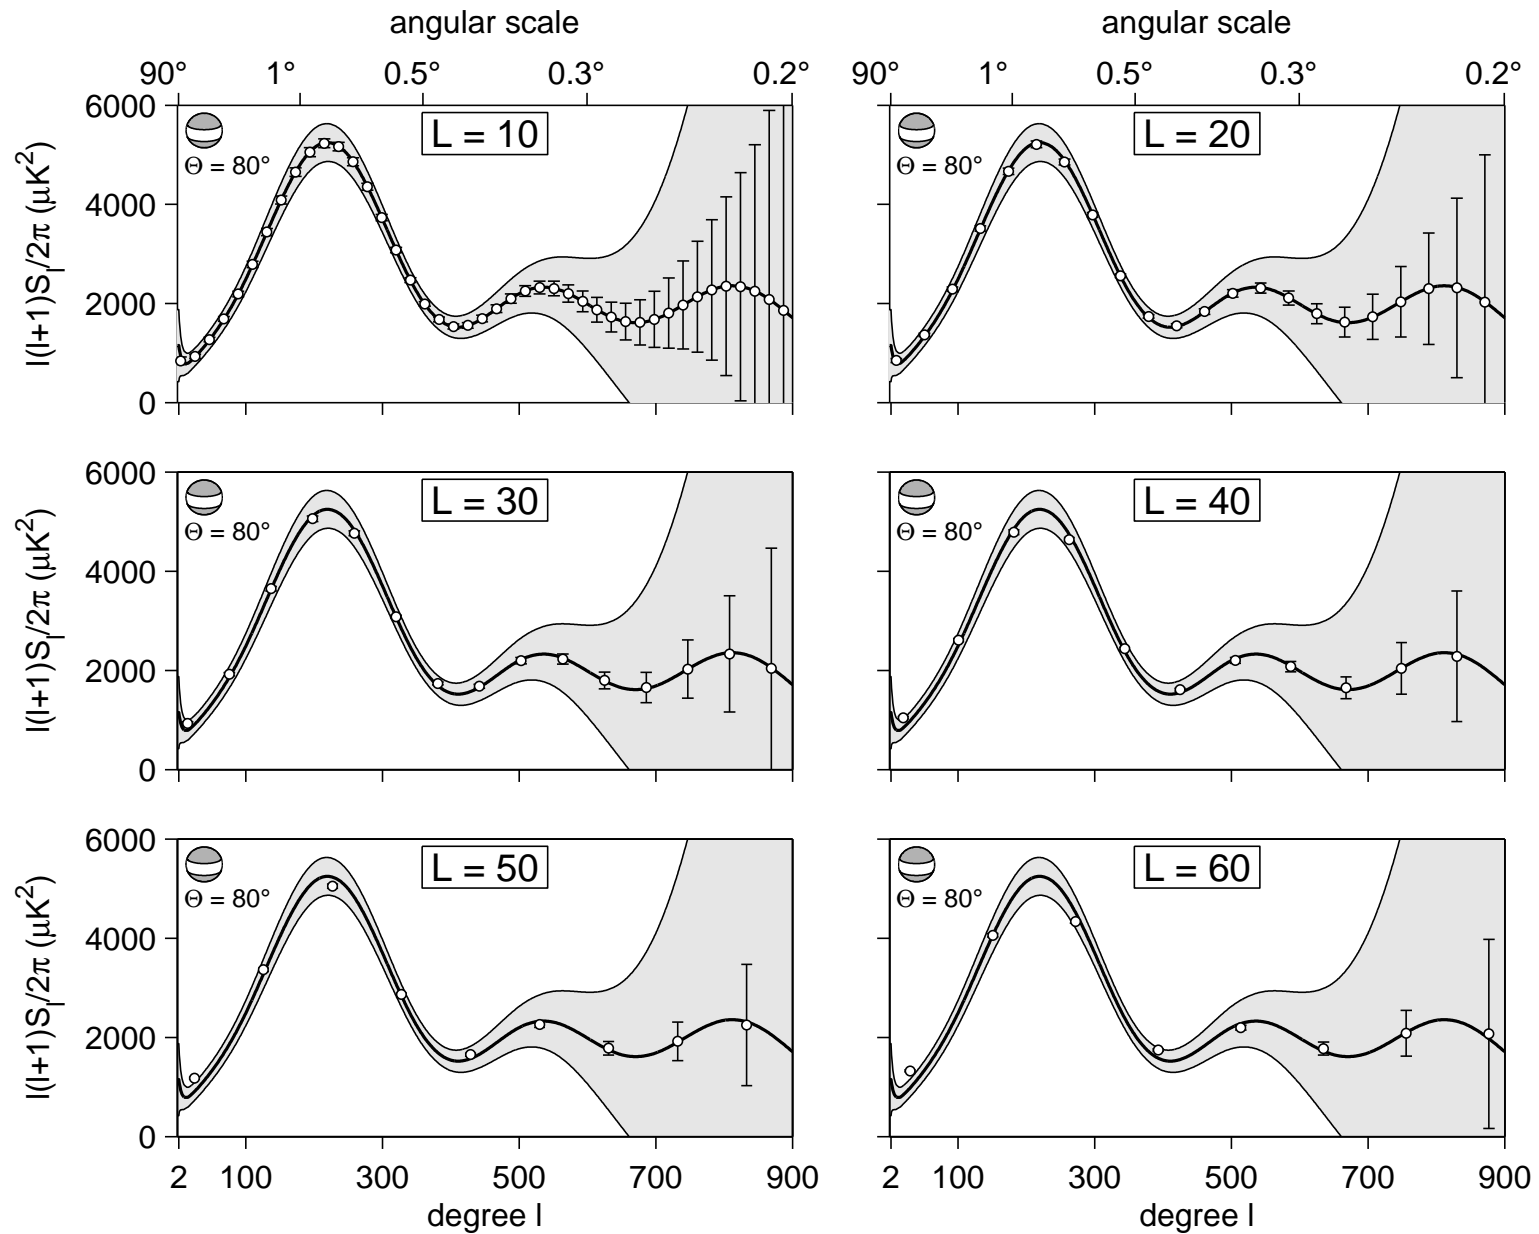 angular scale angular scale
90° 1° 0.5° 0.3° 0.2° 90° 1° 0.5° 0.3° 0.2°
6000 L = 10 L = 20
Θ = 80° Θ = 80°
4000
l(l+1)S_l/2π (μK²)
2000
0
6000 L = 30 L = 40
Θ = 80° Θ = 80°
4000
l(l+1)S_l/2π (μK²)
2000
0
6000 L = 50 L = 60
Θ = 80° Θ = 80°
4000
l(l+1)S_l/2π (μK²)
2000
0
2 100 300 500 700 900 2 100 300 500 700 900
degree l degree l